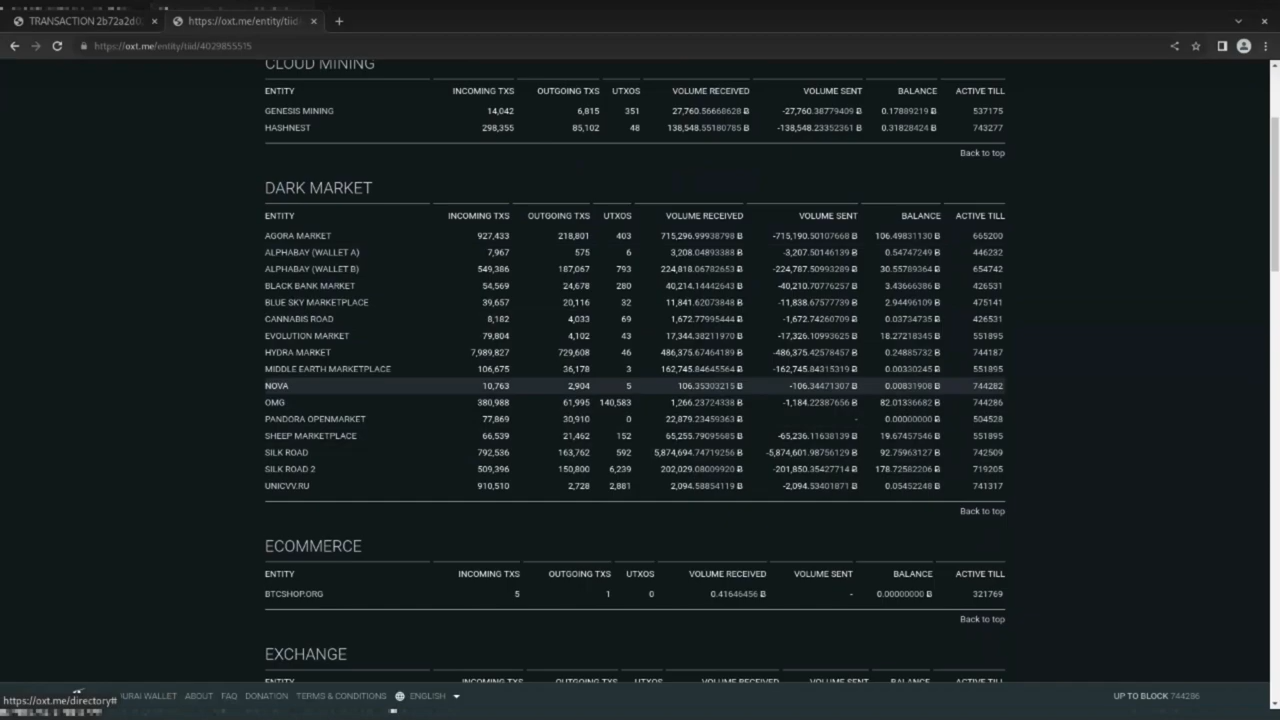 TRANSACTION 2b72a2d0
https://oxt.me/entity/tiid
https://oxt.me/entity/tiid/4029855515
CLOUD MINING
ENTITY INCOMING TXS OUTGOING TXS UTXOS VOLUME RECEIVED VOLUME SENT BALANCE ACTIVE TILL
GENESIS MINING 14,042 6,815 351 27,760.56668628 Ƀ -27,760.38779409 Ƀ 0.17889219 Ƀ 537175
HASHNEST 298,355 85,102 48 138,548.55180785 Ƀ -138,548.23352361 Ƀ 0.31828424 Ƀ 743277
Back to top
DARK MARKET
ENTITY INCOMING TXS OUTGOING TXS UTXOS VOLUME RECEIVED VOLUME SENT BALANCE ACTIVE TILL
AGORA MARKET 927,433 218,801 403 715,296.99938798 Ƀ -715,190.50107668 Ƀ 106.49831130 Ƀ 665200
ALPHABAY (WALLET A) 7,967 575 6 3,208.04893388 Ƀ -3,207.50146139 Ƀ 0.54747249 Ƀ 446232
ALPHABAY (WALLET B) 549,386 187,067 793 224,818.06782653 Ƀ -224,787.50993289 Ƀ 30.55789364 Ƀ 654742
BLACK BANK MARKET 54,569 24,678 280 40,214.14442643 Ƀ -40,210.70776257 Ƀ 3.43666386 Ƀ 426531
BLUE SKY MARKETPLACE 39,657 20,116 32 11,841.62073848 Ƀ -11,838.67577739 Ƀ 2.94496109 Ƀ 475141
CANNABIS ROAD 8,182 4,033 69 1,672.77995444 Ƀ -1,672.74260709 Ƀ 0.03734735 Ƀ 426531
EVOLUTION MARKET 79,804 4,102 43 17,344.38211970 Ƀ -17,326.10993625 Ƀ 18.27218345 Ƀ 551895
HYDRA MARKET 7,989,827 729,608 46 486,375.67464189 Ƀ -486,375.42578457 Ƀ 0.24885732 Ƀ 744187
MIDDLE EARTH MARKETPLACE 106,675 36,178 3 162,745.84645564 Ƀ -162,745.84315319 Ƀ 0.00330245 Ƀ 551895
NOVA 10,763 2,904 5 106.35303215 Ƀ -106.34471307 Ƀ 0.00831908 Ƀ 744282
OMG 380,988 61,995 140,583 1,266.23724338 Ƀ -1,184.22387656 Ƀ 82.01336682 Ƀ 744286
PANDORA OPENMARKET 77,869 30,910 0 22,879.23459363 Ƀ - 0.00000000 Ƀ 504528
SHEEP MARKETPLACE 66,539 21,462 152 65,255.79095685 Ƀ -65,236.11638139 Ƀ 19.67457546 Ƀ 551895
SILK ROAD 792,536 163,762 592 5,874,694.74719256 Ƀ -5,874,601.98756129 Ƀ 92.75963127 Ƀ 742509
SILK ROAD 2 509,396 150,800 6,239 202,029.08009920 Ƀ -201,850.35427714 Ƀ 178.72582206 Ƀ 719205
UNICVV.RU 910,510 2,728 2,881 2,094.58854119 Ƀ -2,094.53401871 Ƀ 0.05452248 Ƀ 741317
Back to top
ECOMMERCE
ENTITY INCOMING TXS OUTGOING TXS UTXOS VOLUME RECEIVED VOLUME SENT BALANCE ACTIVE TILL
BTCSHOP.ORG 5 1 0 0.41646456 Ƀ - 0.00000000 Ƀ 321769
Back to top
EXCHANGE
ENTITY INCOMING TXS OUTGOING TXS UTXOS VOLUME RECEIVED VOLUME SENT BALANCE ACTIVE TILL
https://oxt.me/directory# URAI WALLET ABOUT FAQ DONATION TERMS & CONDITIONS ENGLISH UP TO BLOCK 744286